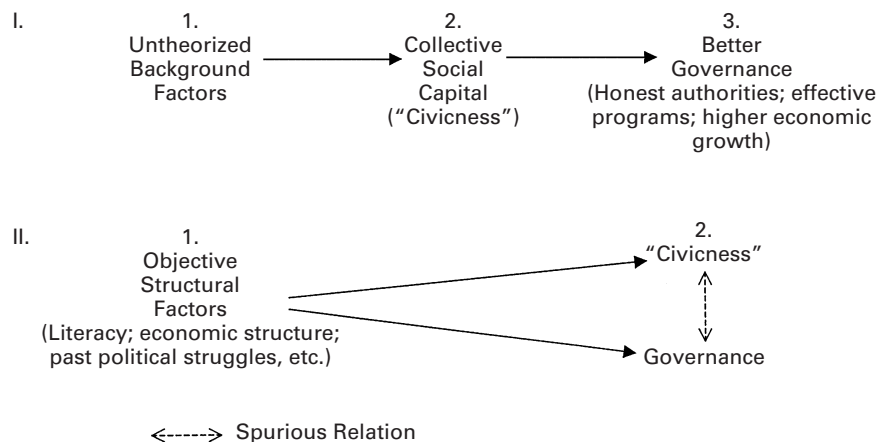 I.
1.
Untheorized
Background
Factors
2.
Collective
Social
Capital
(“Civicness”)
3.
Better
Governance
(Honest authorities; effective
programs; higher economic
growth)
II.
1.
Objective
Structural
Factors
(Literacy; economic structure;
past political struggles, etc.)
2.
“Civicness”
Governance
Spurious Relation